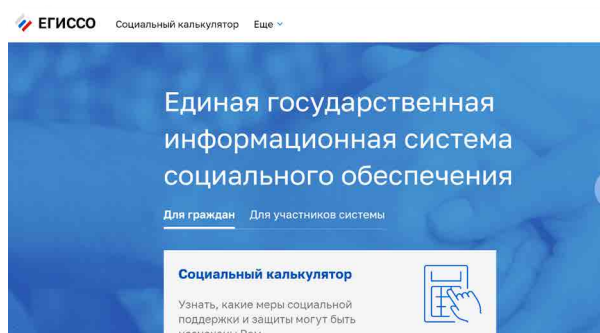 ЕГИССО Социальный калькулятор Еще
Единая государственная
информационная система
социального обеспечения
Для граждан Для участников системы
Социальный калькулятор
Узнать, какие меры социальной
поддержки и защиты могут быть